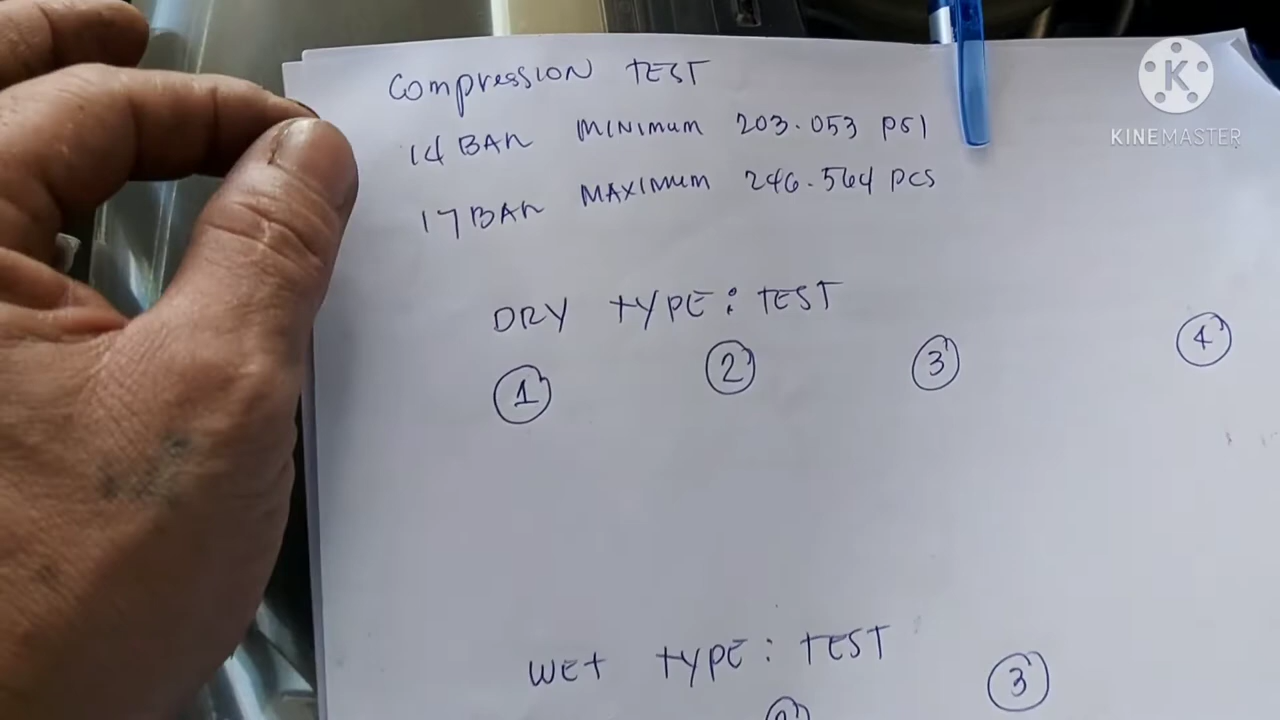 Compression TEST
14 BAR MINIMUM 203.053 PSI
17 BAR MAXIMUM 246.564 PCS
DRY TYPE: TEST
1 2 3 4
WET TYPE: TEST
2 3
K
KINEMASTER